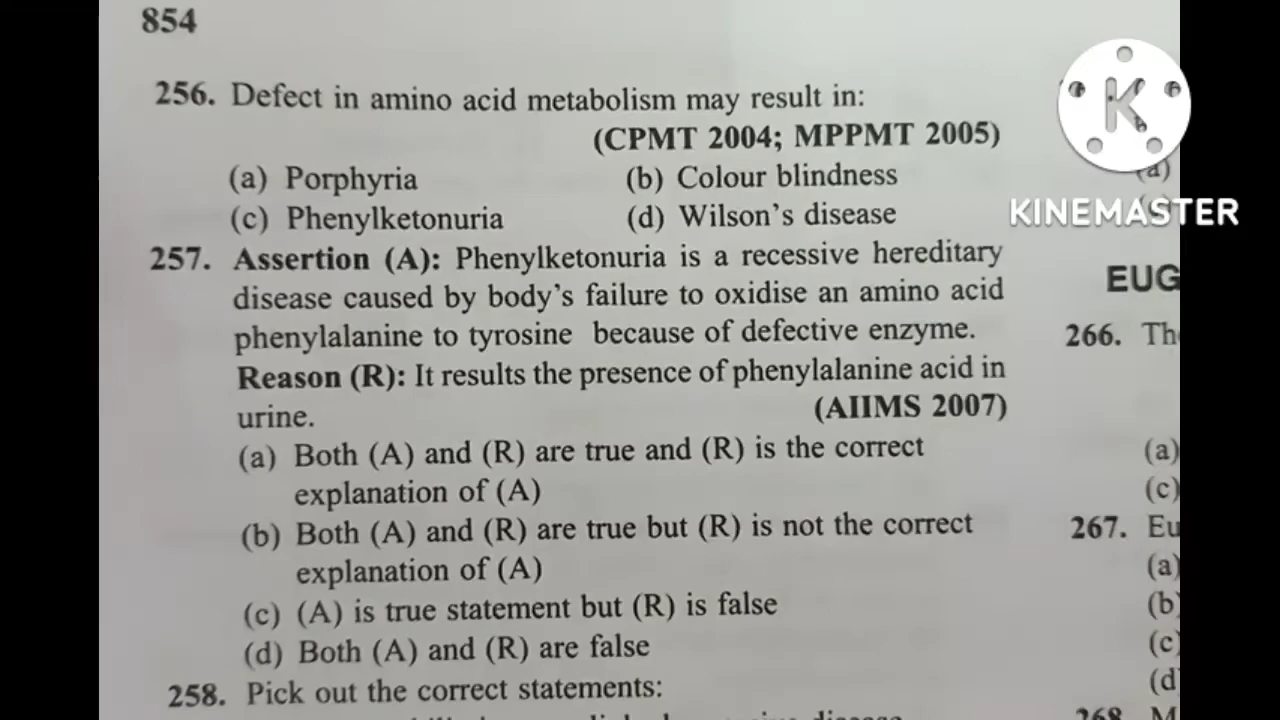 854
256. Defect in amino acid metabolism may result in:
(CPMT 2004; MPPMT 2005)
(a) Porphyria (b) Colour blindness
(c) Phenylketonuria (d) Wilson's disease
257. Assertion (A): Phenylketonuria is a recessive hereditary
disease caused by body's failure to oxidise an amino acid
phenylalanine to tyrosine because of defective enzyme.
Reason (R): It results the presence of phenylalanine acid in
urine. (AIIMS 2007)
(a) Both (A) and (R) are true and (R) is the correct
explanation of (A)
(b) Both (A) and (R) are true but (R) is not the correct
explanation of (A)
(c) (A) is true statement but (R) is false
(d) Both (A) and (R) are false
258. Pick out the correct statements:
K
KINEMASTER
(a)
EUG
266. Th
(a)
(c)
267. Eu
(a)
(b)
(c)
(d)
268. M